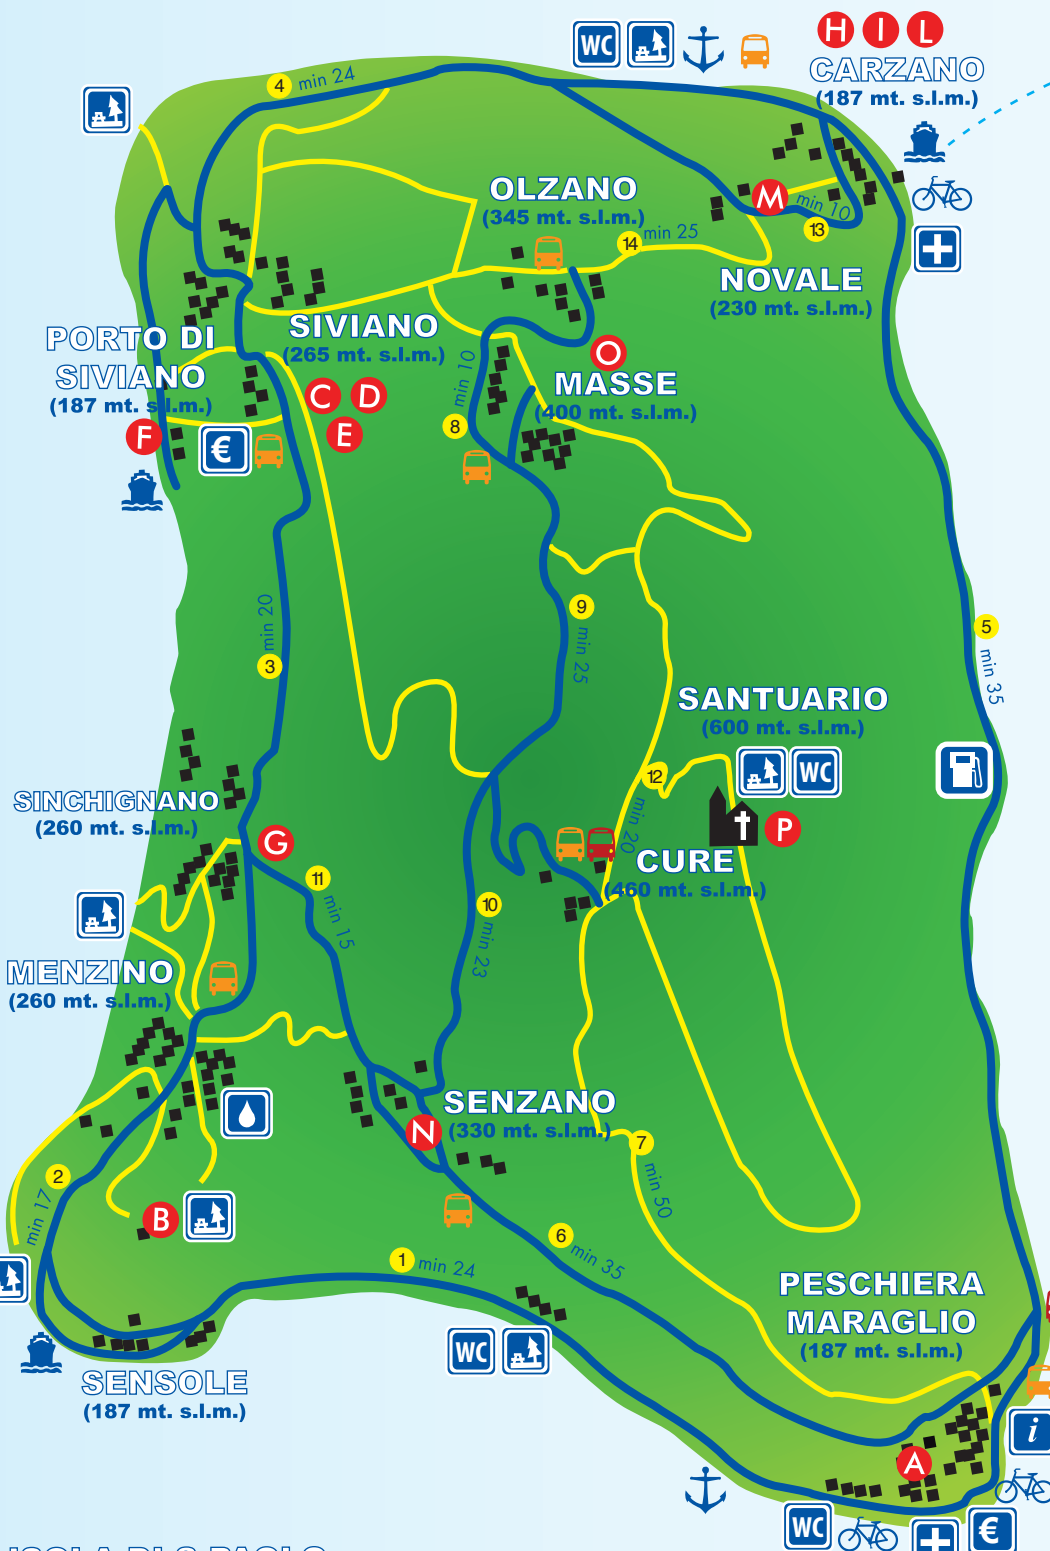 4 min 24
WC
H I L
CARZANO
(187 mt. s.l.m.)
OLZANO
(345 mt. s.l.m.)
14 min 25
M
min 10
13
NOVALE
(230 mt. s.l.m.)
PORTO DI
SIVIANO
(187 mt. s.l.m.)
F
€
SIVIANO
(265 mt. s.l.m.)
C D
E
min 10
8
O
MASSE
(400 mt. s.l.m.)
9
min 25
min 20
3
5
min 35
SANTUARIO
(600 mt. s.l.m.)
WC
12
min 20
P
CURE
(460 mt. s.l.m.)
SINCHIGNANO
(260 mt. s.l.m.)
G
11
min 15
10
min 23
MENZINO
(260 mt. s.l.m.)
SENZANO
(330 mt. s.l.m.)
N
7
min 50
2
min 17
B
1 min 24
6
min 35
WC
PESCHIERA
MARAGLIO
(187 mt. s.l.m.)
SENSOLE
(187 mt. s.l.m.)
A
i
WC
€